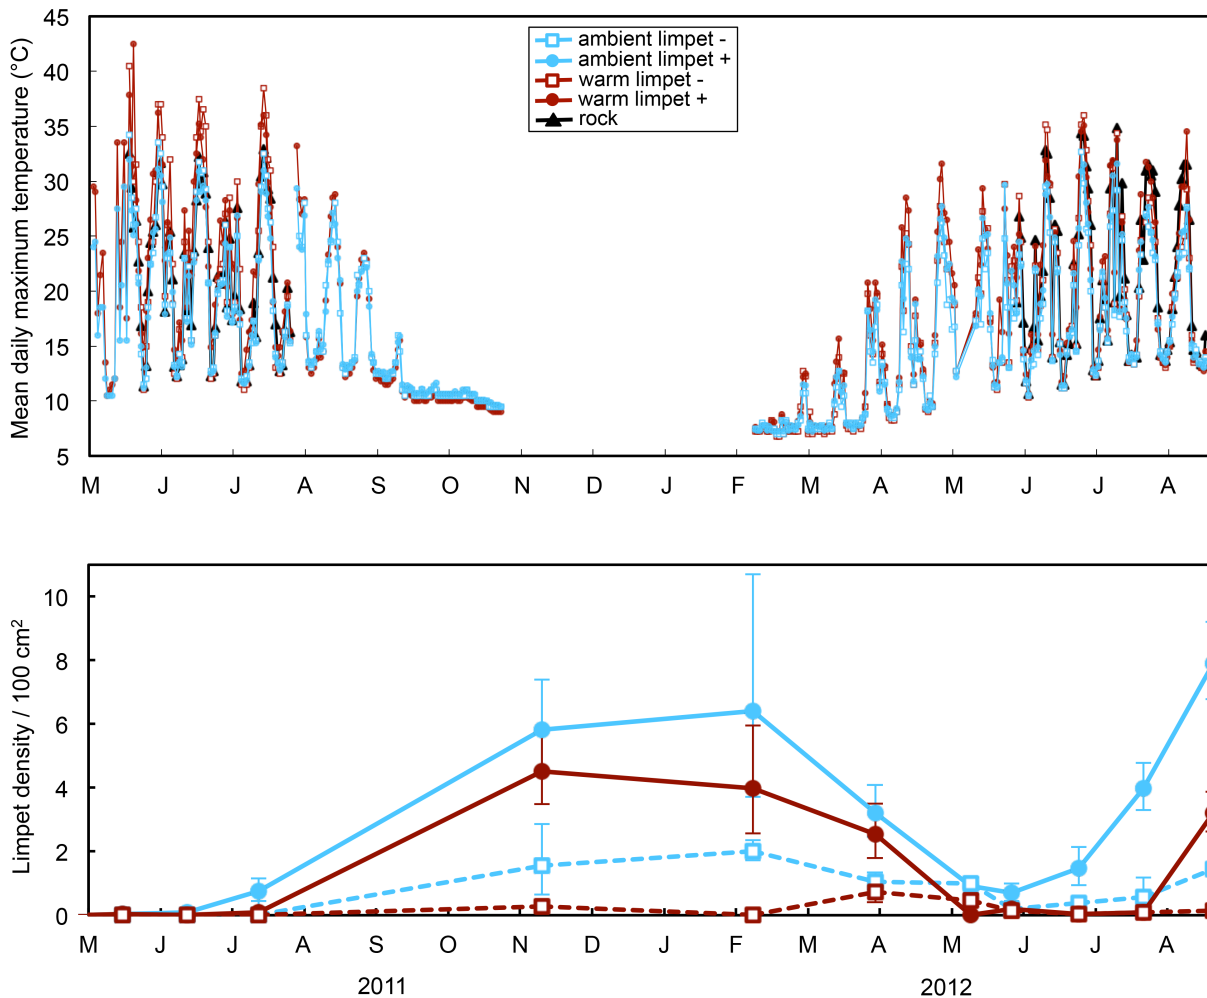 45
40
35
30
25
20
15
10
5
Mean daily maximum temperature (°C)
ambient limpet -
ambient limpet +
warm limpet -
warm limpet +
rock
M J J A S O N D J F M A M J J A
10
8
6
4
2
0
Limpet density / 100 cm²
M J J A S O N D J F M A M J J A
2011 2012